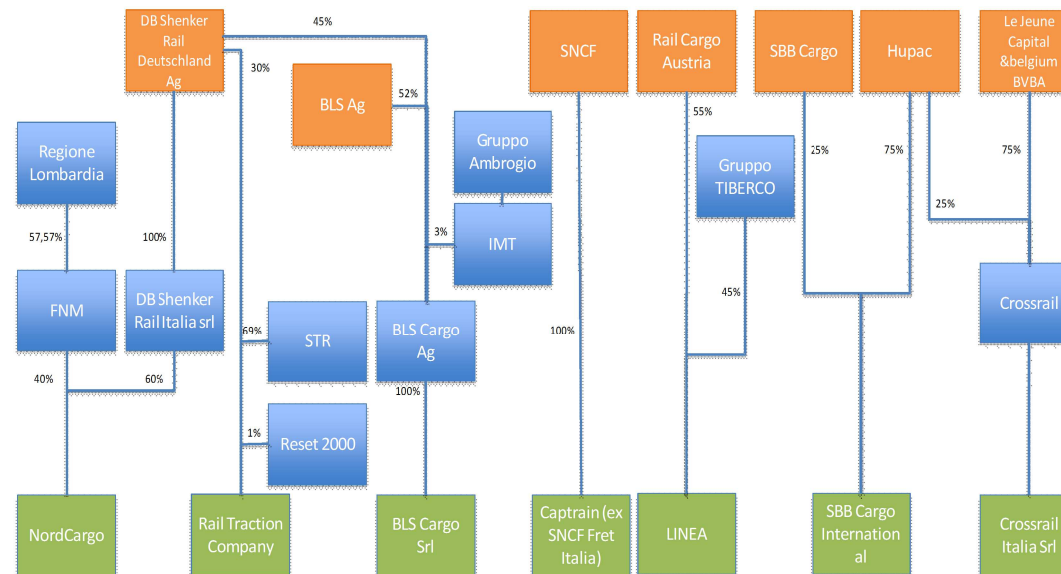 DB Shenker
Rail
Deutschland
Ag
45%
30%
SNCF
Rail Cargo
Austria
SBB Cargo
Hupac
Le Jeune
Capital
&belgium
BVBA
BLS Ag
52%
55%
Regione
Lombardia
Gruppo
Ambrogio
Gruppo
TIBERCO
25%
75%
75%
25%
57,57%
100%
3%
IMT
FNM
DB Shenker
Rail Italia srl
45%
Crossrail
69%
STR
BLS Cargo
Ag
100%
40%
60%
100%
1%
Reset 2000
NordCargo
Rail Traction
Company
BLS Cargo
Srl
Captrain (ex
SNCF Fret
Italia)
LINEA
SBB Cargo
Internation
al
Crossrail
Italia Srl